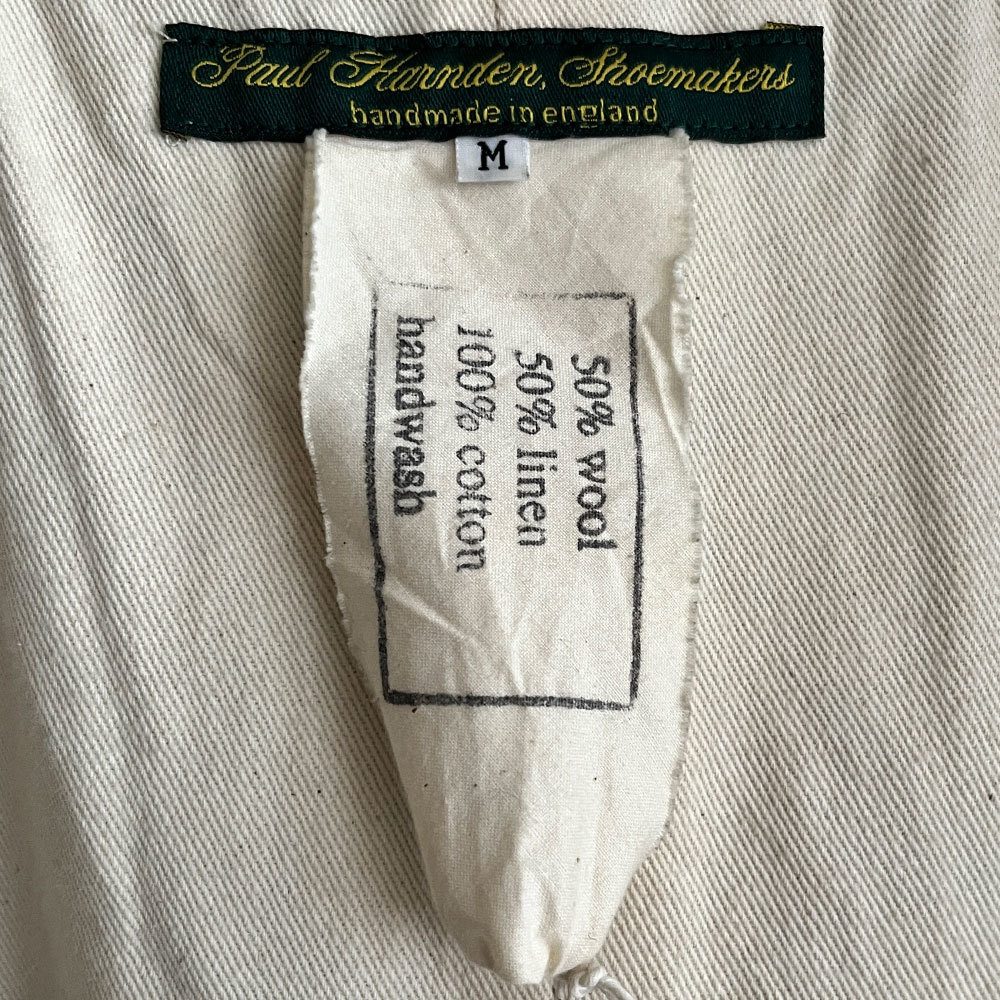 Paul Harnden, Shoemakers
handmade in england
M
50% wool
50% linen
100% cotton
handwash